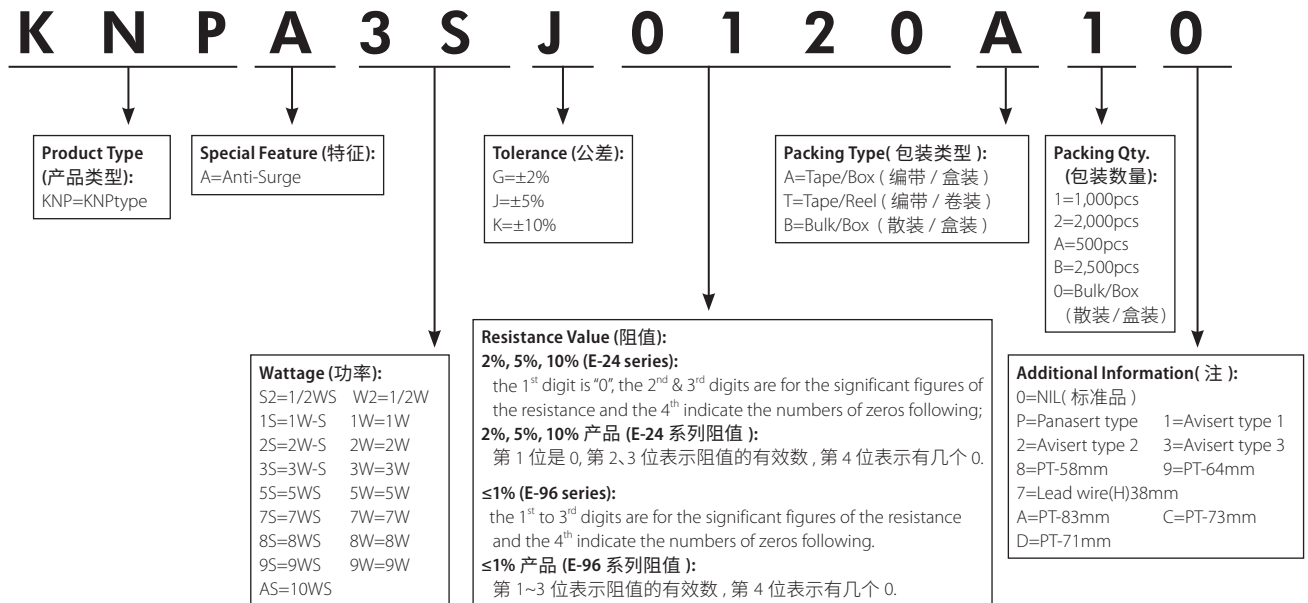 K N P A 3 S J 0 1 2 0 A 1 0
Product Type
(产品类型):
KNP=KNPtype
Special Feature (特征):
A=Anti-Surge
Tolerance (公差):
G=±2%
J=±5%
K=±10%
Packing Type( 包装类型 ):
A=Tape/Box ( 编带 / 盒装 )
T=Tape/Reel ( 编带 / 卷装 )
B=Bulk/Box ( 散装 / 盒装 )
Packing Qty.
(包装数量):
1=1,000pcs
2=2,000pcs
A=500pcs
B=2,500pcs
0=Bulk/Box
(散装/盒装)
Wattage (功率):
S2=1/2WS W2=1/2W
1S=1W-S 1W=1W
2S=2W-S 2W=2W
3S=3W-S 3W=3W
5S=5WS 5W=5W
7S=7WS 7W=7W
8S=8WS 8W=8W
9S=9WS 9W=9W
AS=10WS
Resistance Value (阻值):
2%, 5%, 10% (E-24 series):
the 1st digit is "0", the 2nd & 3rd digits are for the significant figures of
the resistance and the 4th indicate the numbers of zeros following;
2%, 5%, 10% 产品 (E-24 系列阻值 ):
第 1 位是 0, 第 2、3 位表示阻值的有效数 , 第 4 位表示有几个 0.
≤1% (E-96 series):
the 1st to 3rd digits are for the significant figures of the resistance
and the 4th indicate the numbers of zeros following.
≤1% 产品 (E-96 系列阻值 ):
第 1~3 位表示阻值的有效数 , 第 4 位表示有几个 0.
Additional Information( 注 ):
0=NIL( 标准品 )
P=Panasert type 1=Avisert type 1
2=Avisert type 2 3=Avisert type 3
8=PT-58mm 9=PT-64mm
7=Lead wire(H)38mm
A=PT-83mm C=PT-73mm
D=PT-71mm